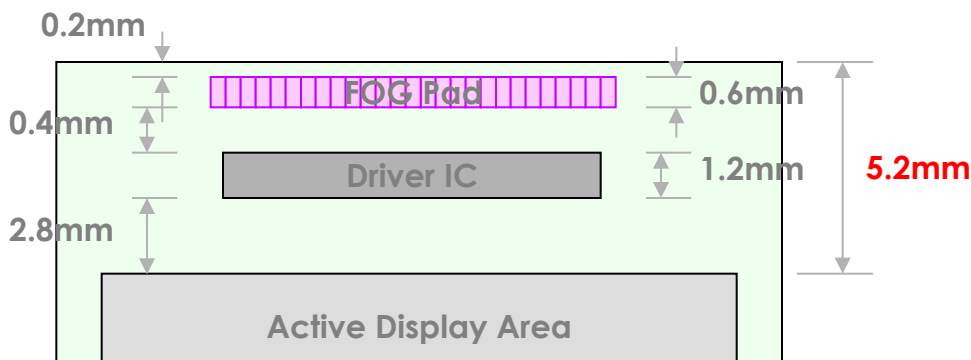 0.2mm
FOG Pad
0.6mm
0.4mm
Driver IC
1.2mm
5.2mm
2.8mm
Active Display Area